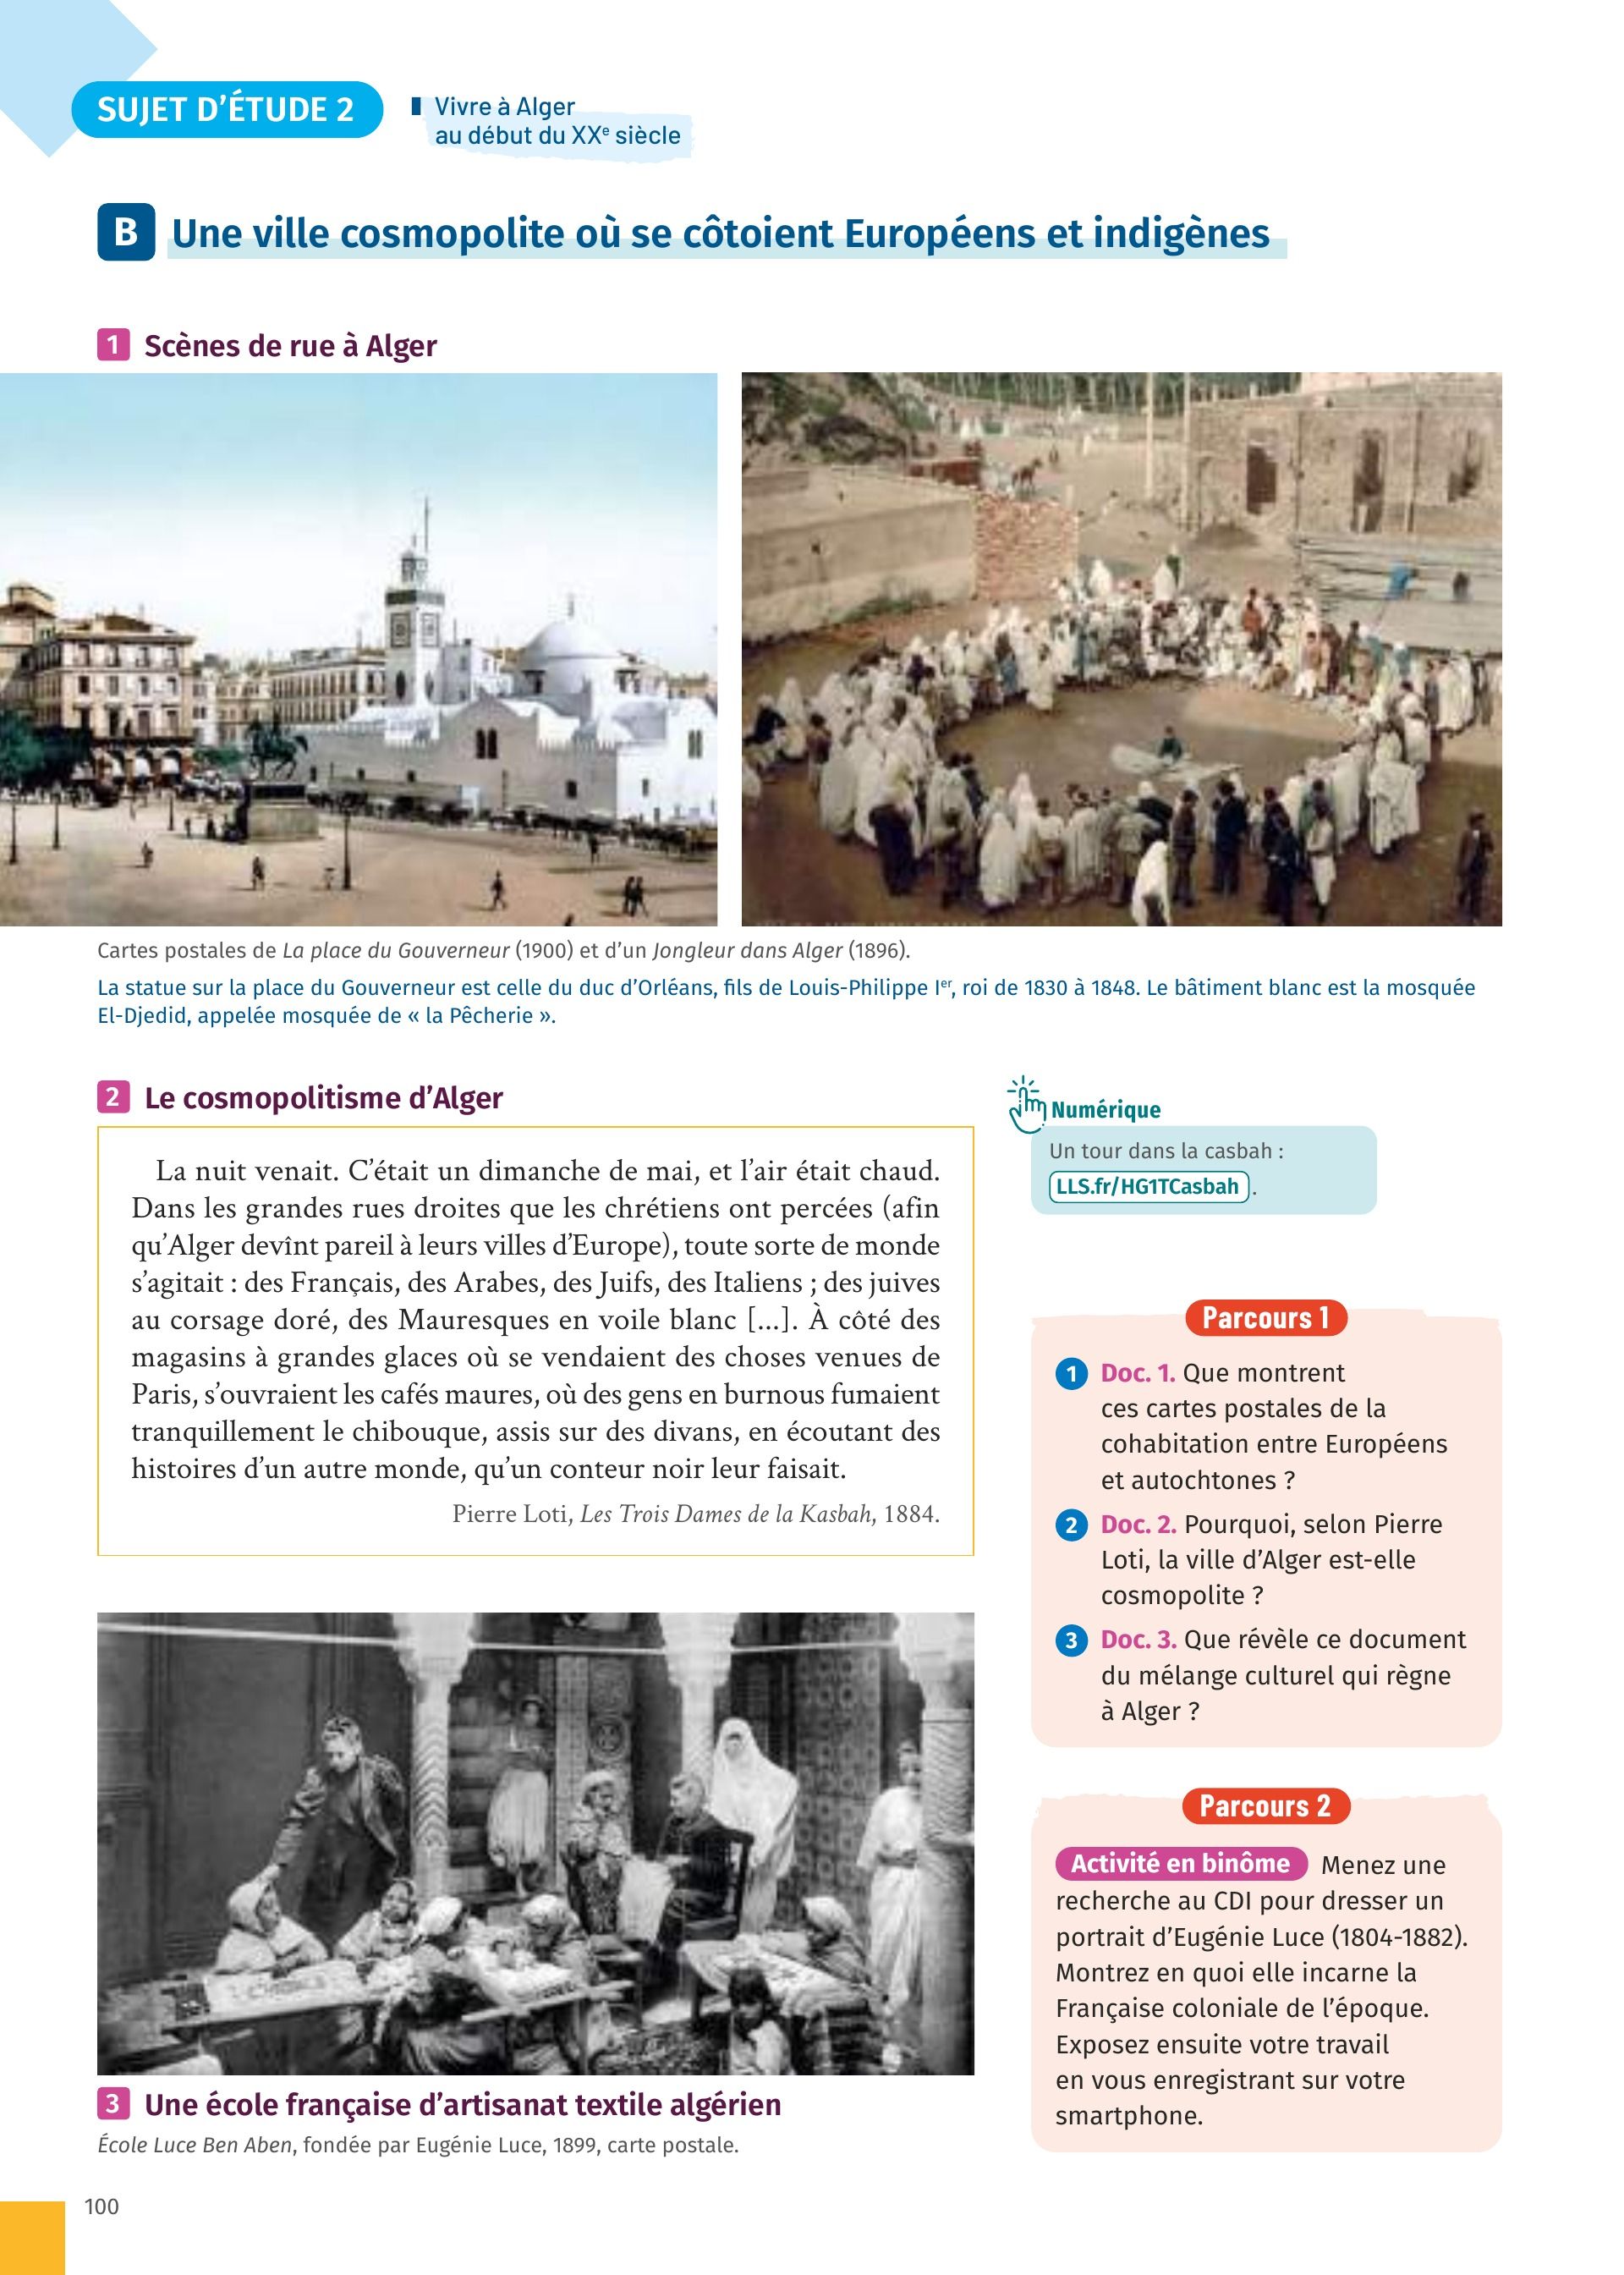 SUJET D'ÉTUDE 2
Vivre à Alger
au début du XXe siècle
B Une ville cosmopolite où se côtoient Européens et indigènes
1 Scènes de rue à Alger
Cartes postales de La place du Gouverneur (1900) et d'un Jongleur dans Alger (1896).
La statue sur la place du Gouverneur est celle du duc d'Orléans, fils de Louis-Philippe Ier, roi de 1830 à 1848. Le bâtiment blanc est la mosquée
El-Djedid, appelée mosquée de « la Pêcherie ».
2 Le cosmopolitisme d'Alger
La nuit venait. C'était un dimanche de mai, et l'air était chaud.
Dans les grandes rues droites que les chrétiens ont percées (afin
qu'Alger devînt pareil à leurs villes d'Europe), toute sorte de monde
s'agitait : des Français, des Arabes, des Juifs, des Italiens ; des juives
au corsage doré, des Mauresques en voile blanc [...]. À côté des
magasins à grandes glaces où se vendaient des choses venues de
Paris, s'ouvraient les cafés maures, où des gens en burnous fumaient
tranquillement le chibouque, assis sur des divans, en écoutant des
histoires d'un autre monde, qu'un conteur noir leur faisait.
Pierre Loti, Les Trois Dames de la Kasbah, 1884.
3 Une école française d'artisanat textile algérien
École Luce Ben Aben, fondée par Eugénie Luce, 1899, carte postale.
Numérique
Un tour dans la casbah :
LLS.fr/HG1TCasbah .
Parcours 1
1 Doc. 1. Que montrent
ces cartes postales de la
cohabitation entre Européens
et autochtones ?
2 Doc. 2. Pourquoi, selon Pierre
Loti, la ville d'Alger est-elle
cosmopolite ?
3 Doc. 3. Que révèle ce document
du mélange culturel qui règne
à Alger ?
Parcours 2
Activité en binôme Menez une
recherche au CDI pour dresser un
portrait d'Eugénie Luce (1804-1882).
Montrez en quoi elle incarne la
Française coloniale de l'époque.
Exposez ensuite votre travail
en vous enregistrant sur votre
smartphone.
100